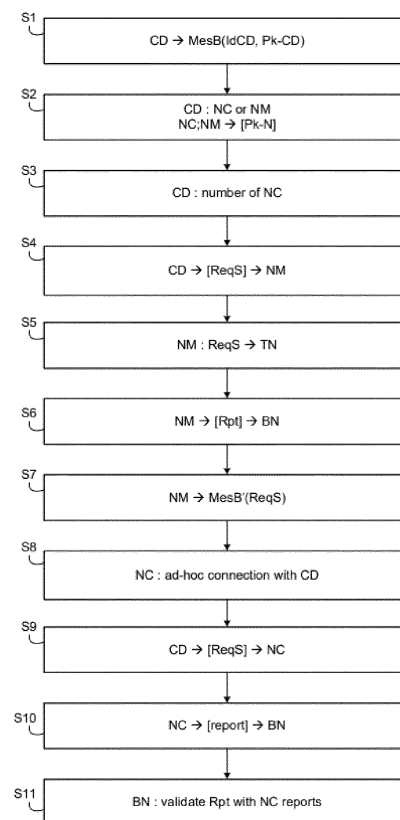 S1
CD → MesB(IdCD, Pk-CD)
S2
CD : NC or NM
NC;NM → [Pk-N]
S3
CD : number of NC
S4
CD → [ReqS] → NM
S5
NM : ReqS → TN
S6
NM → [Rpt] → BN
S7
NM → MesB'(ReqS)
S8
NC : ad-hoc connection with CD
S9
CD → [ReqS] → NC
S10
NC → [report] → BN
S11
BN : validate Rpt with NC reports